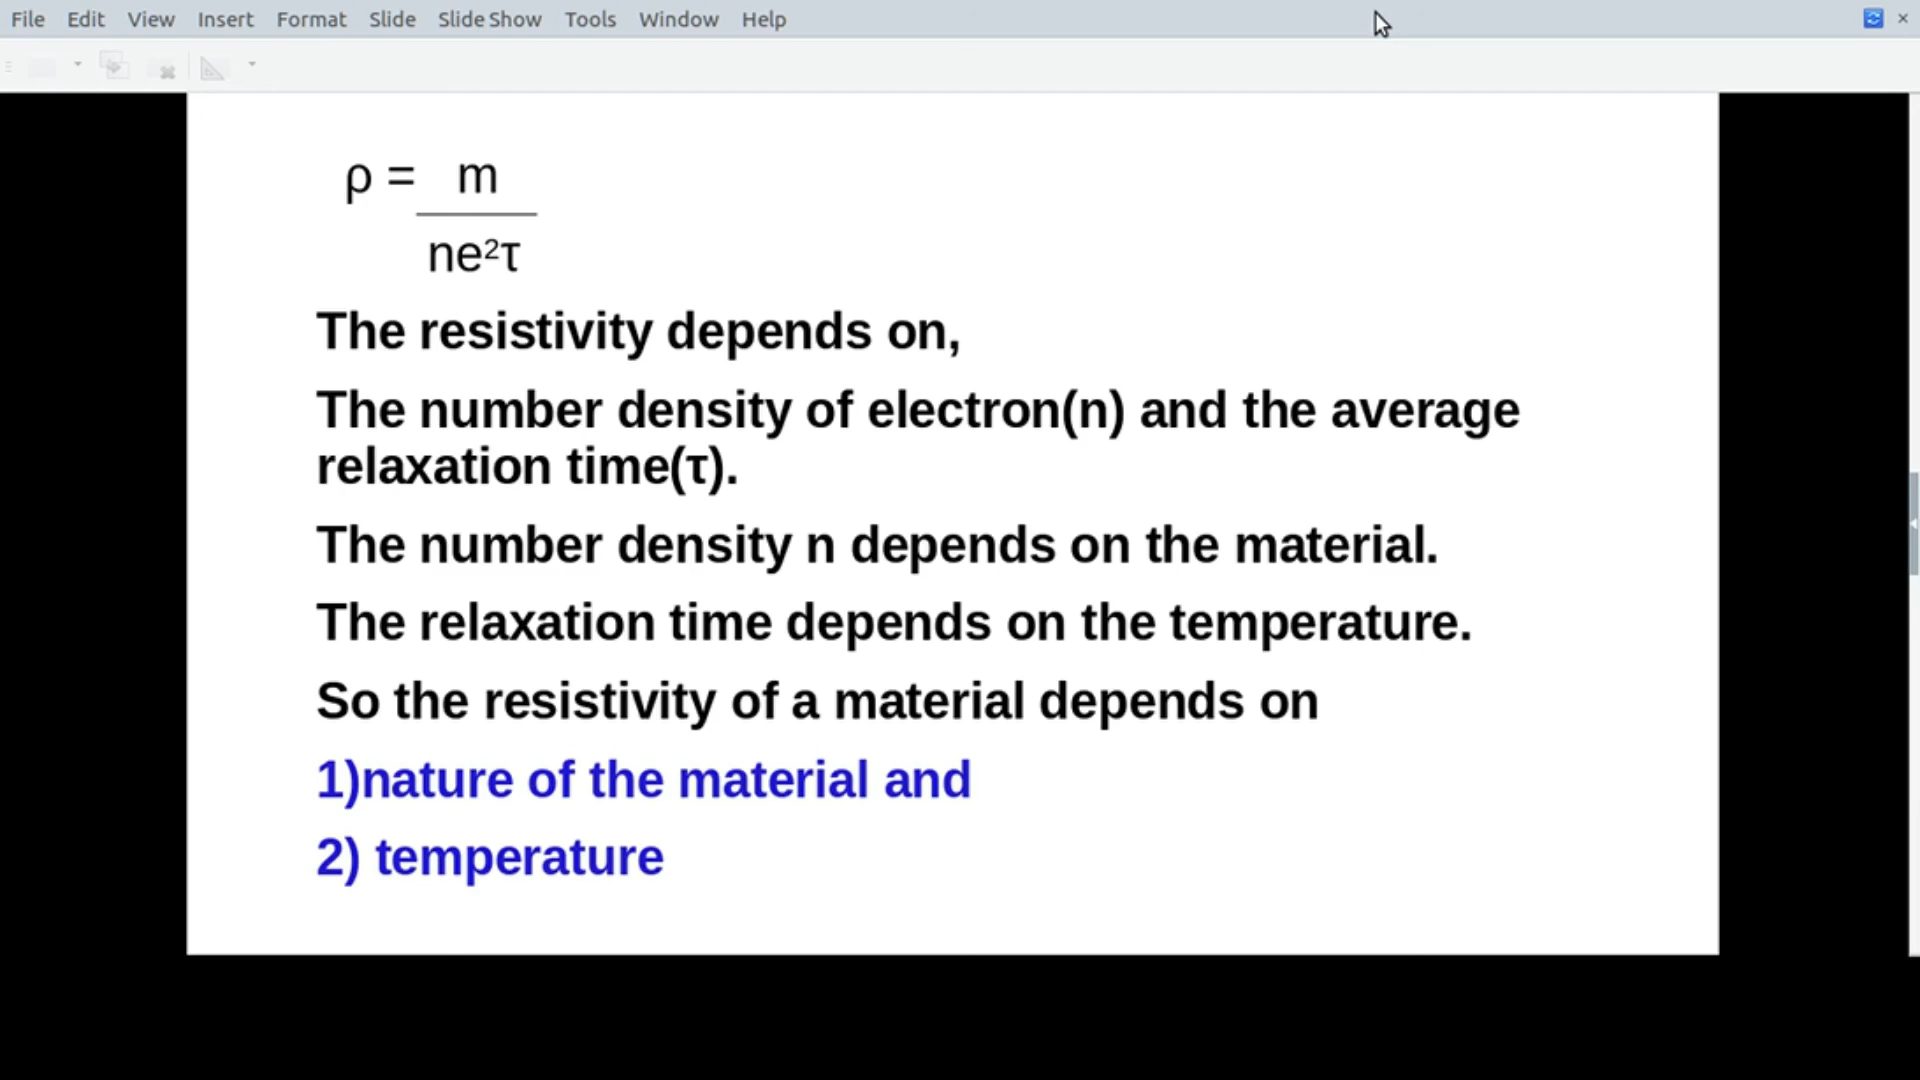 File Edit View Insert Format Slide Slide Show Tools Window Help
ρ = m
ne²τ
The resistivity depends on,
The number density of electron(n) and the average
relaxation time(τ).
The number density n depends on the material.
The relaxation time depends on the temperature.
So the resistivity of a material depends on
1)nature of the material and
2) temperature